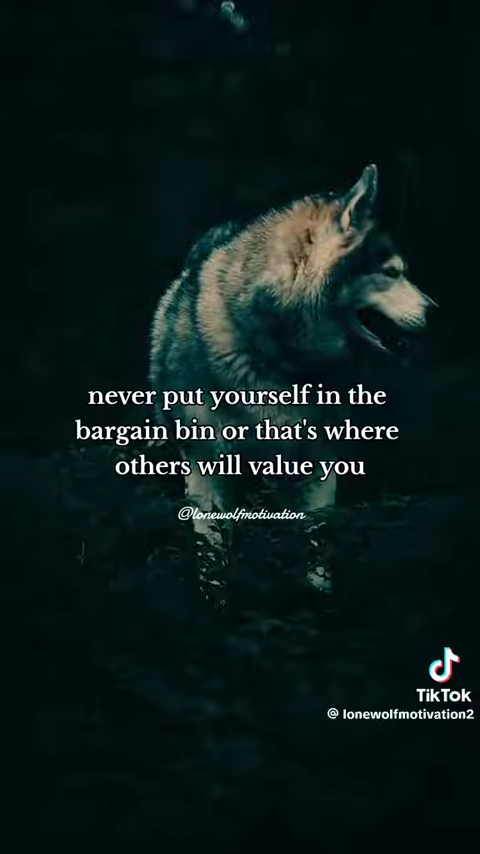 never put yourself in the
bargain bin or that's where
others will value you
@lonewolfmotivation
TikTok
@ lonewolfmotivation2